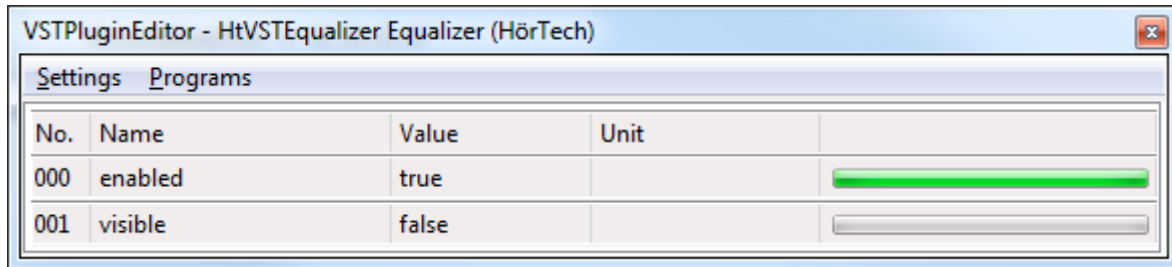 VSTPluginEditor - HtVSTEqualizer Equalizer (HörTech)
Settings Programs
No. Name Value Unit
000 enabled true
001 visible false